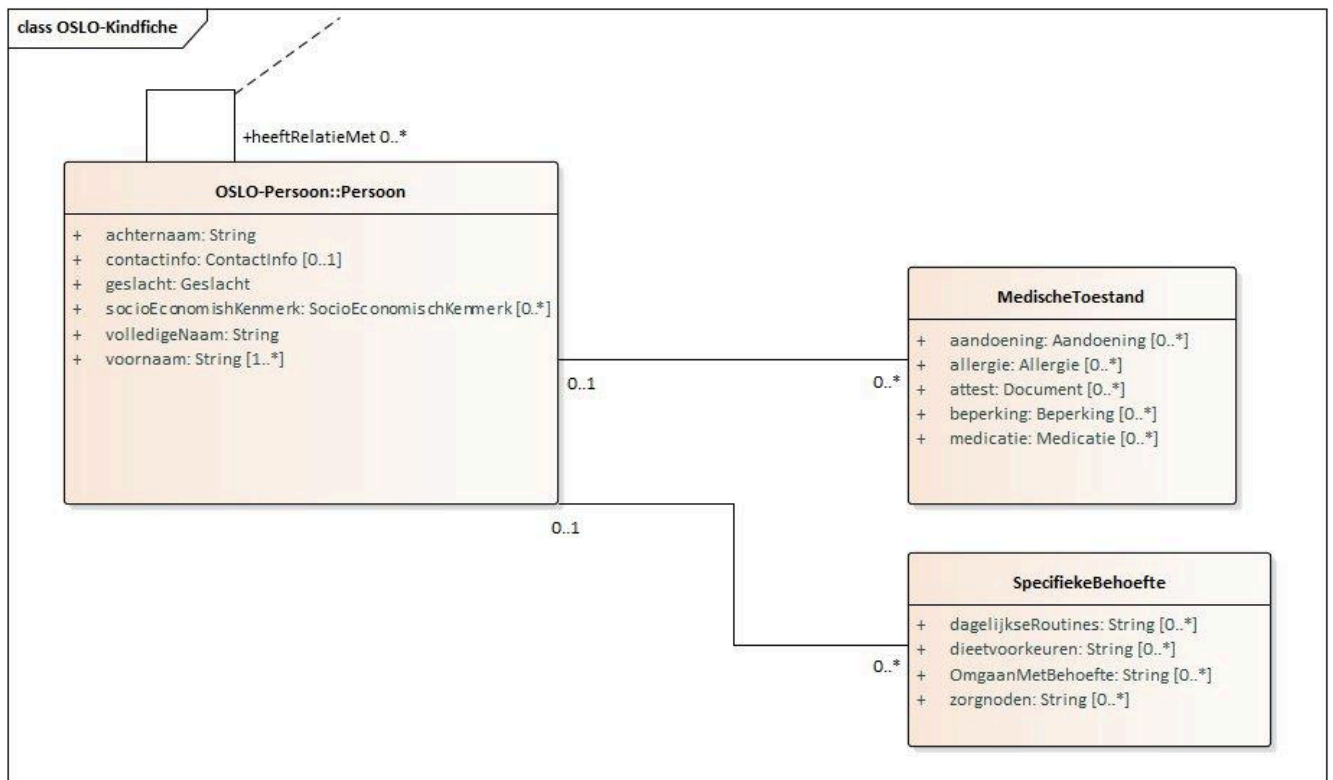 class OSLO-Kindfiche
+heeftRelatieMet 0..*
OSLO-Persoon::Persoon
+ achternaam: String
+ contactinfo: ContactInfo [0..1]
+ geslacht: Geslacht
+ socioEconomishKenmerk: SocioEconomischKenmerk [0..*]
+ volledigeNaam: String
+ voornaam: String [1..*]
0..1
0..*
MedischeToestand
+ aandoening: Aandoening [0..*]
+ allergie: Allergie [0..*]
+ attest: Document [0..*]
+ beperking: Beperking [0..*]
+ medicatie: Medicatie [0..*]
0..1
0..*
SpecifiekeBehoefte
+ dagelijkseRoutines: String [0..*]
+ dieetvoorkeuren: String [0..*]
+ OmgaanMetBehoefte: String [0..*]
+ zorgnoden: String [0..*]